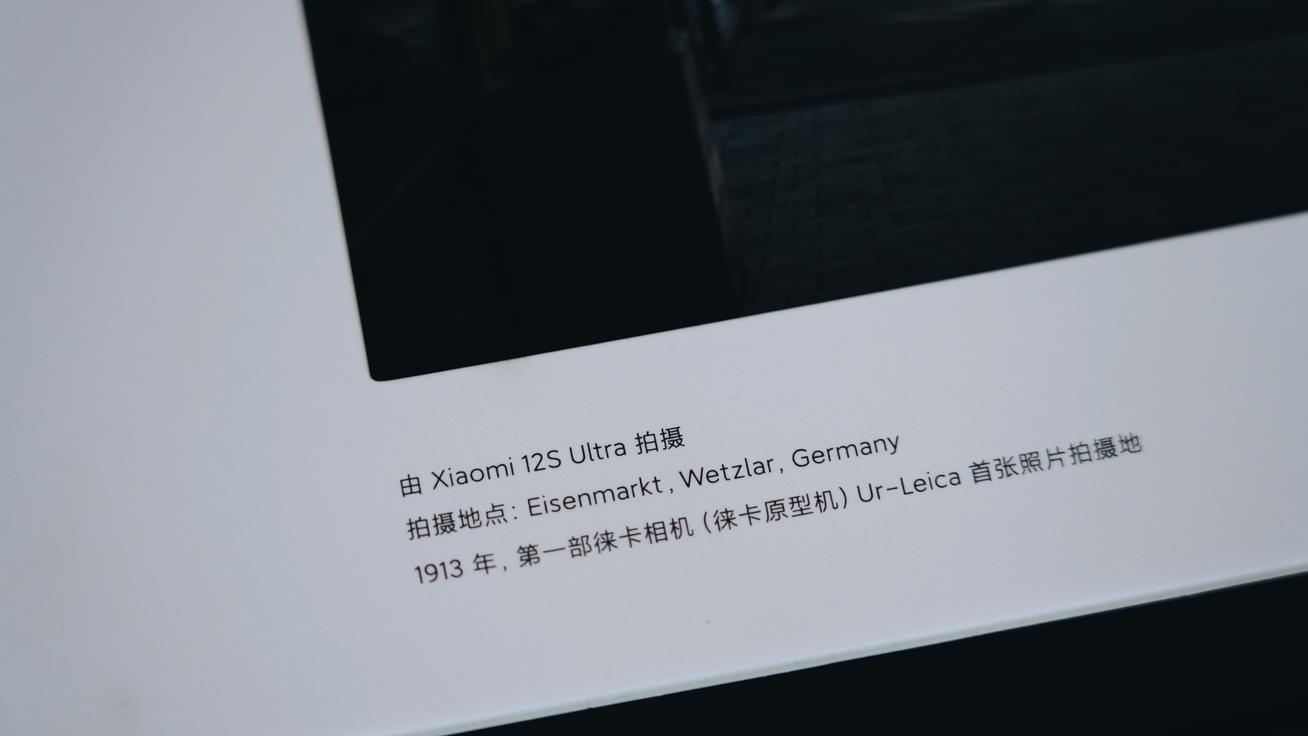 由 Xiaomi 12S Ultra 拍摄
拍摄地点: Eisenmarkt, Wetzlar, Germany
1913 年, 第一部徕卡相机 (徕卡原型机) Ur-Leica 首张照片拍摄地